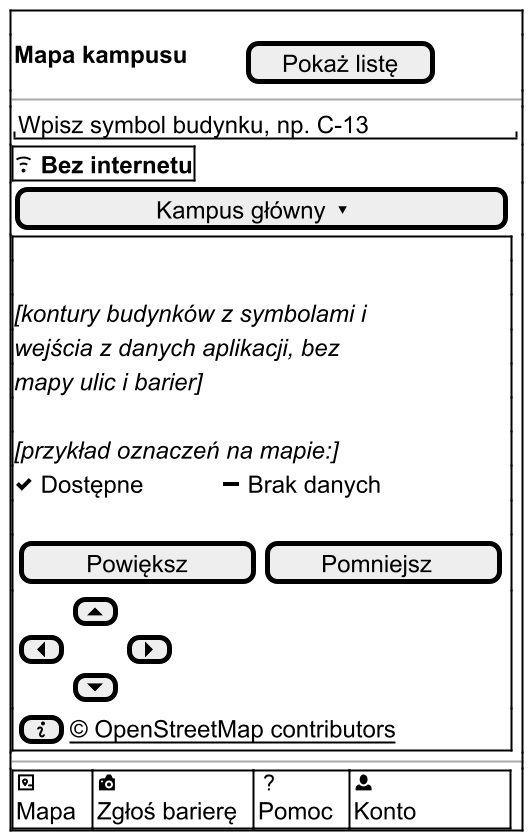 Mapa kampusu
Pokaż listę
Wpisz symbol budynku, np. C-13
Bez internetu
Kampus główny ▾
[kontury budynków z symbolami i
wejścia z danych aplikacji, bez
mapy ulic i barier]
[przykład oznaczeń na mapie:]
✔ Dostępne
━ Brak danych
Powiększ
Pomniejsz
i © OpenStreetMap contributors
Mapa
Zgłoś barierę
? Pomoc
Konto